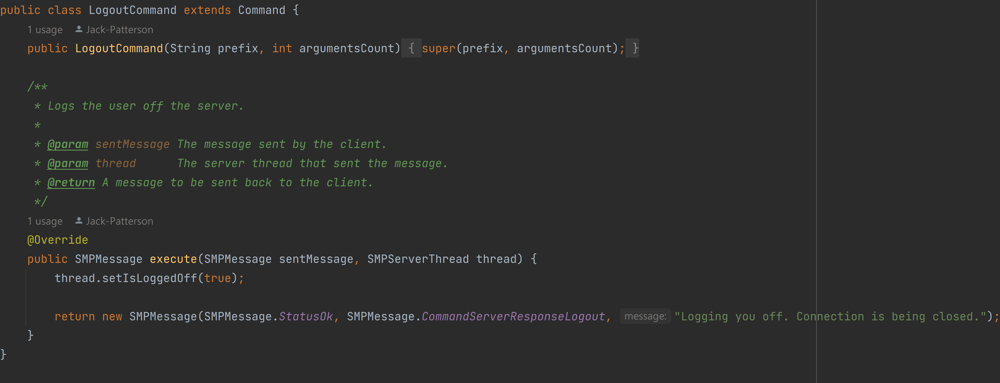 public class LogoutCommand extends Command {
1 usage Jack-Patterson
public LogoutCommand(String prefix, int argumentsCount) { super(prefix, argumentsCount); }
/**
* Logs the user off the server.
*
* @param sentMessage The message sent by the client.
* @param thread The server thread that sent the message.
* @return A message to be sent back to the client.
*/
1 usage Jack-Patterson
@Override
public SMPMessage execute(SMPMessage sentMessage, SMPServerThread thread) {
thread.setIsLoggedOff(true);
return new SMPMessage(SMPMessage.StatusOk, SMPMessage.CommandServerResponseLogout, message: "Logging you off. Connection is being closed.");
}
}